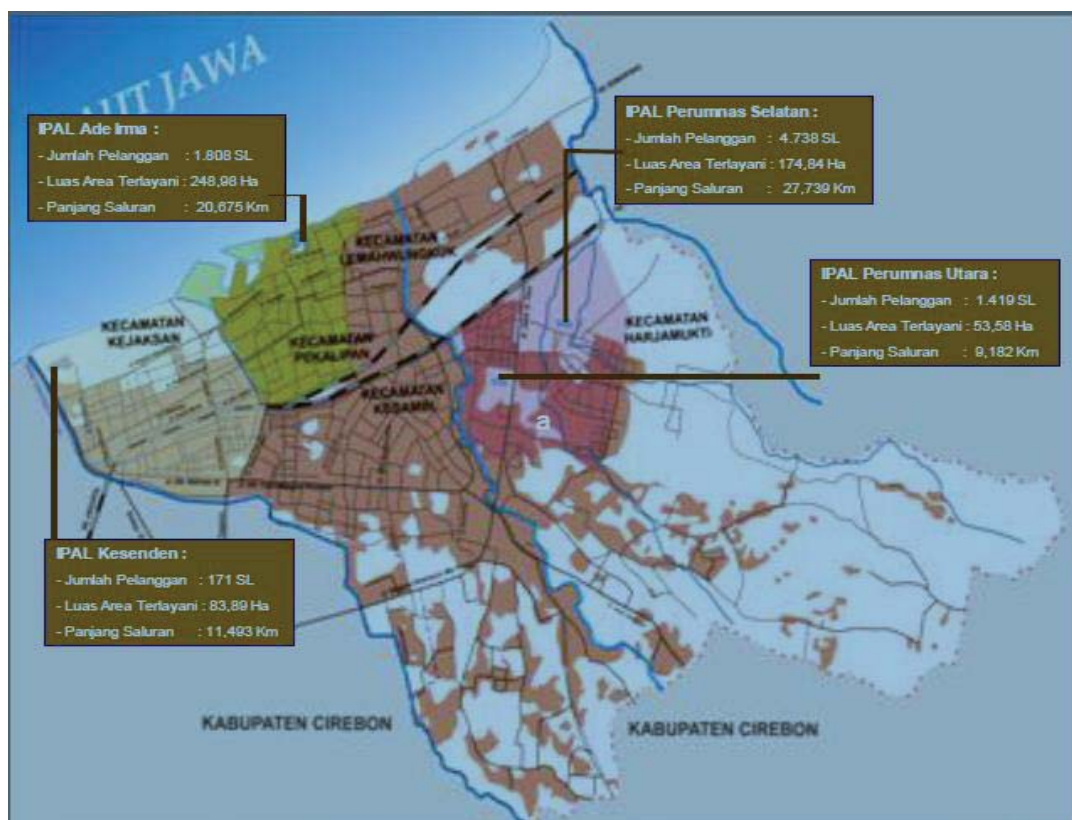 LAUT JAWA
IPAL Ade Irma :
- Jumlah Pelanggan : 1.808 SL
- Luas Area Terlayani : 248,98 Ha
- Panjang Saluran : 20,675 Km
IPAL Perumnas Selatan :
- Jumlah Pelanggan : 4.738 SL
- Luas Area Terlayani : 174,84 Ha
- Panjang Saluran : 27,739 Km
KECAMATAN
LEMAHWUNGKUK
IPAL Perumnas Utara :
- Jumlah Pelanggan : 1.419 SL
- Luas Area Terlayani : 53,58 Ha
- Panjang Saluran : 9,182 Km
KECAMATAN
KEJAKSAN
KECAMATAN
POKALIPAN
KECAMATAN
HARJAMUKTI
KECAMATAN
KESAMBI
a
IPAL Kesenden :
- Jumlah Pelanggan : 171 SL
- Luas Area Terlayani : 83,89 Ha
- Panjang Saluran : 11,493 Km
KABUPATEN CIREBON
KABUPATEN CIREBON